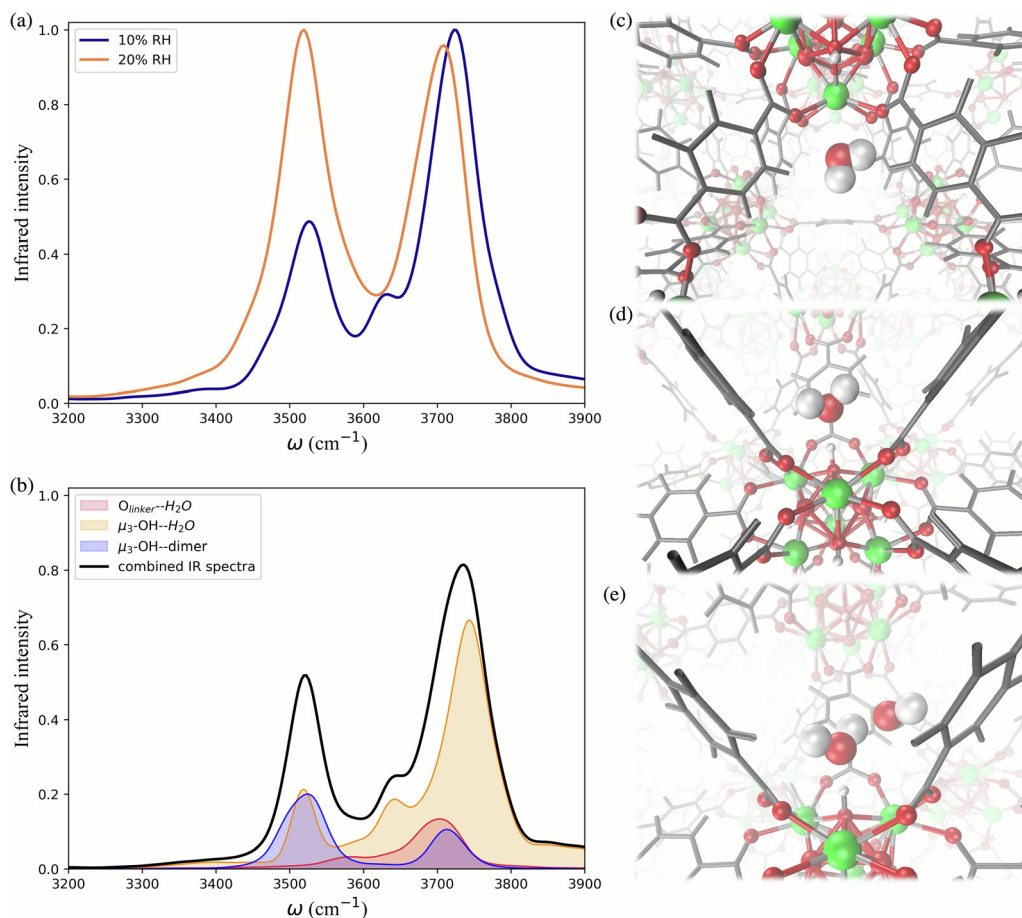 (a)
Infrared intensity
1.0
0.8
0.6
0.4
0.2
0.0
10% RH
20% RH
3200 3300 3400 3500 3600 3700 3800 3900
ω (cm⁻¹)
(b)
Infrared intensity
1.0
0.8
0.6
0.4
0.2
0.0
O_linker--H₂O
μ₃-OH--H₂O
μ₃-OH--dimer
combined IR spectra
3200 3300 3400 3500 3600 3700 3800 3900
ω (cm⁻¹)
(c)
(d)
(e)